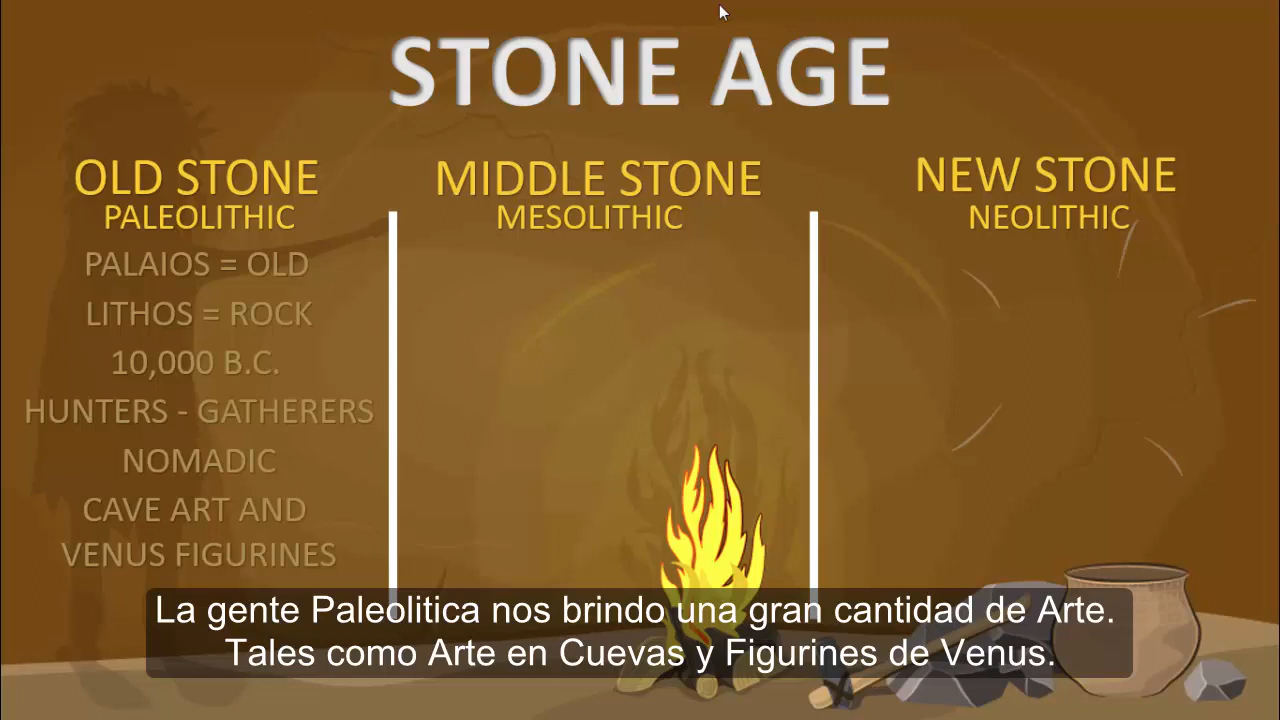 STONE AGE
OLD STONE
PALEOLITHIC
PALAIOS = OLD
LITHOS = ROCK
10,000 B.C.
HUNTERS - GATHERERS
NOMADIC
CAVE ART AND
VENUS FIGURINES
MIDDLE STONE
MESOLITHIC
NEW STONE
NEOLITHIC
La gente Paleolitica nos brindo una gran cantidad de Arte.
Tales como Arte en Cuevas y Figurines de Venus.